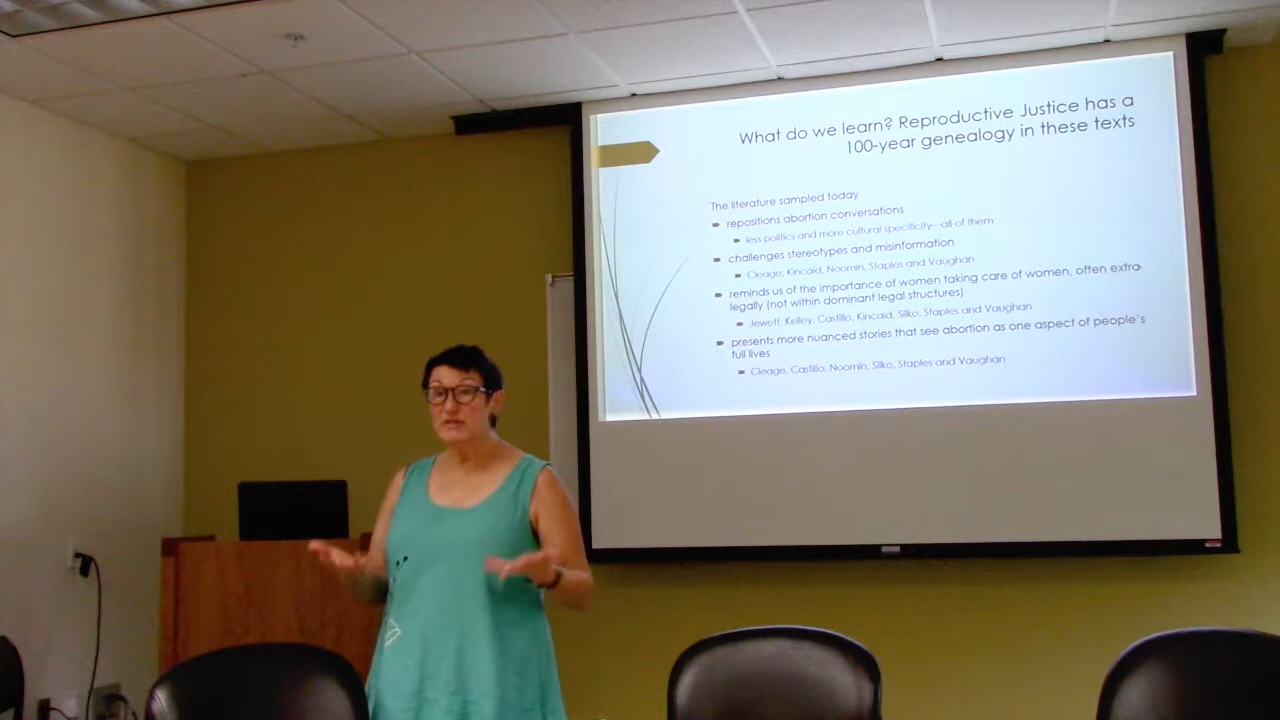 What do we learn? Reproductive Justice has a
100-year genealogy in these texts
The literature sampled today
repositions abortion conversations
less politics and more cultural specificity—all of them
challenges stereotypes and misinformation
Cleage, Kincaid, Noomin, Staples and Vaughan
reminds us of the importance of women taking care of women, often extra-
legally (not within dominant legal structures)
Jewett, Kelley, Castillo, Kincaid, Silko, Staples and Vaughan
presents more nuanced stories that see abortion as one aspect of people's
full lives
Cleage, Castillo, Noomin, Silko, Staples and Vaughan